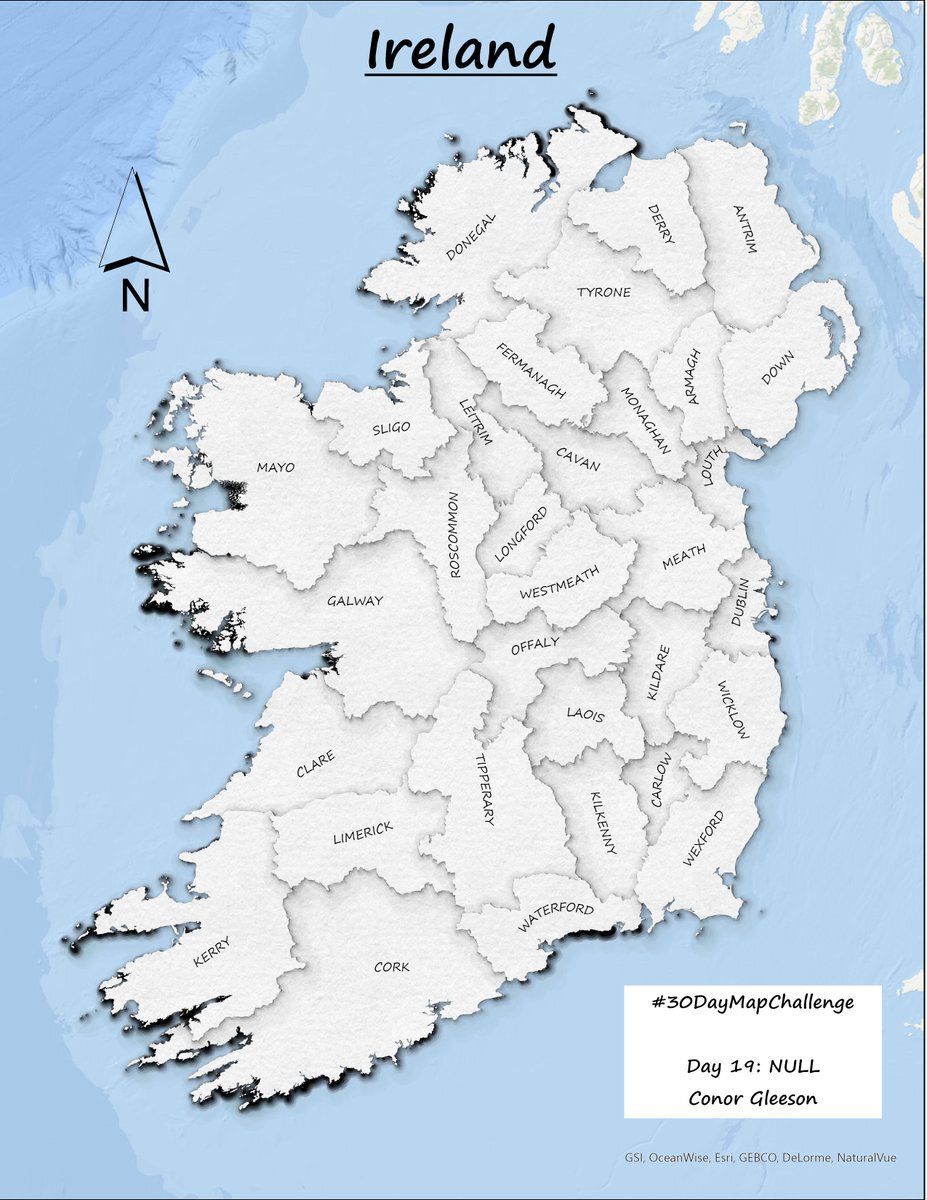 Ireland
N
DONEGAL
DERRY
ANTRIM
TYRONE
FERMANAGH
ARMAGH
DOWN
MONAGHAN
LEITRIM
SLIGO
CAVAN
LOUTH
MAYO
ROSCOMMON
LONGFORD
MEATH
WESTMEATH
GALWAY
DUBLIN
OFFALY
KILDARE
WICKLOW
LAOIS
CLARE
TIPPERARY
CARLOW
KILKENNY
LIMERICK
WEXFORD
WATERFORD
KERRY
CORK
#30DayMapChallenge
Day 19: NULL
Conor Gleeson
GSI, OceanWise, Esri, GEBCO, DeLorme, NaturalVue